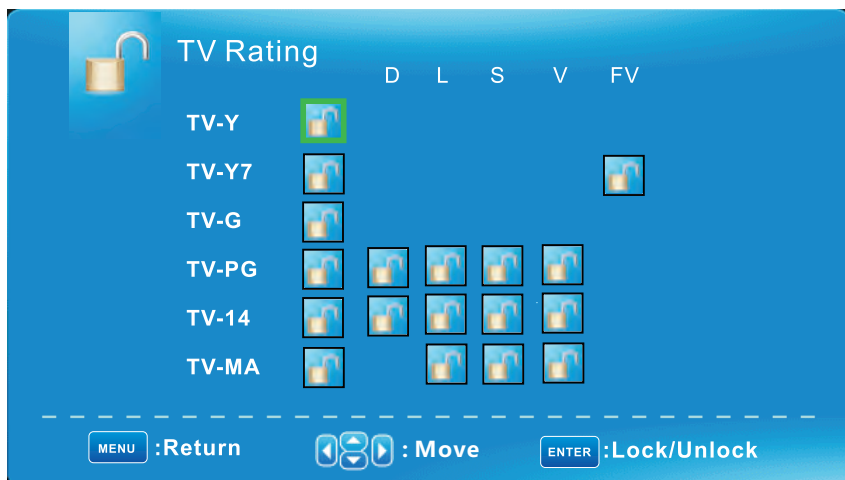 TV Rating
D L S V FV
TV-Y
TV-Y7
TV-G
TV-PG
TV-14
TV-MA
MENU :Return : Move ENTER :Lock/Unlock